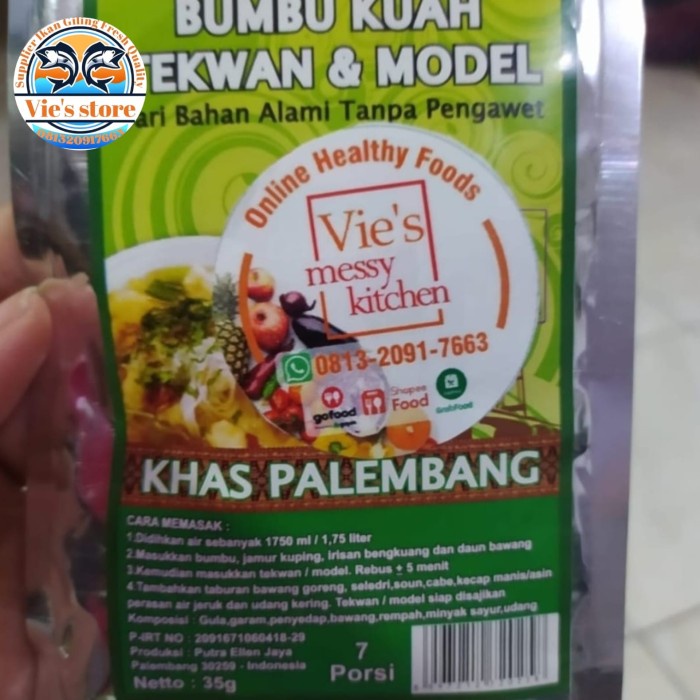 Supplier Ikan Giling Fresh Quality
Vie's store
081320917663
BUMBU KUAH
TEKWAN & MODEL
Dari Bahan Alami Tanpa Pengawet
Online Healthy Foods
Vie's
messy
kitchen
0813-2091-7663
gofood
Shopee
Food
GrabFood
KHAS PALEMBANG
CARA MEMASAK :
1.Didihkan air sebanyak 1750 ml / 1,75 liter
2.Masukkan bumbu, jamur kuping, irisan bengkuang dan daun bawang
3.Kemudian masukkan tekwan / model. Rebus ± 5 menit
4.Tambahkan taburan bawang goreng, seledri,soun,cabe,kecap manis/asin
perasan air jeruk dan udang kering. Tekwan / model siap disajikan
Komposisi : Gula,garam,penyedap,bawang,rempah,minyak sayur,udang
P-IRT NO : 2091671060418-29
Produksi : Putra Ellen Jaya
Palembang 30259 - Indonesia
Netto : 35g
7
Porsi